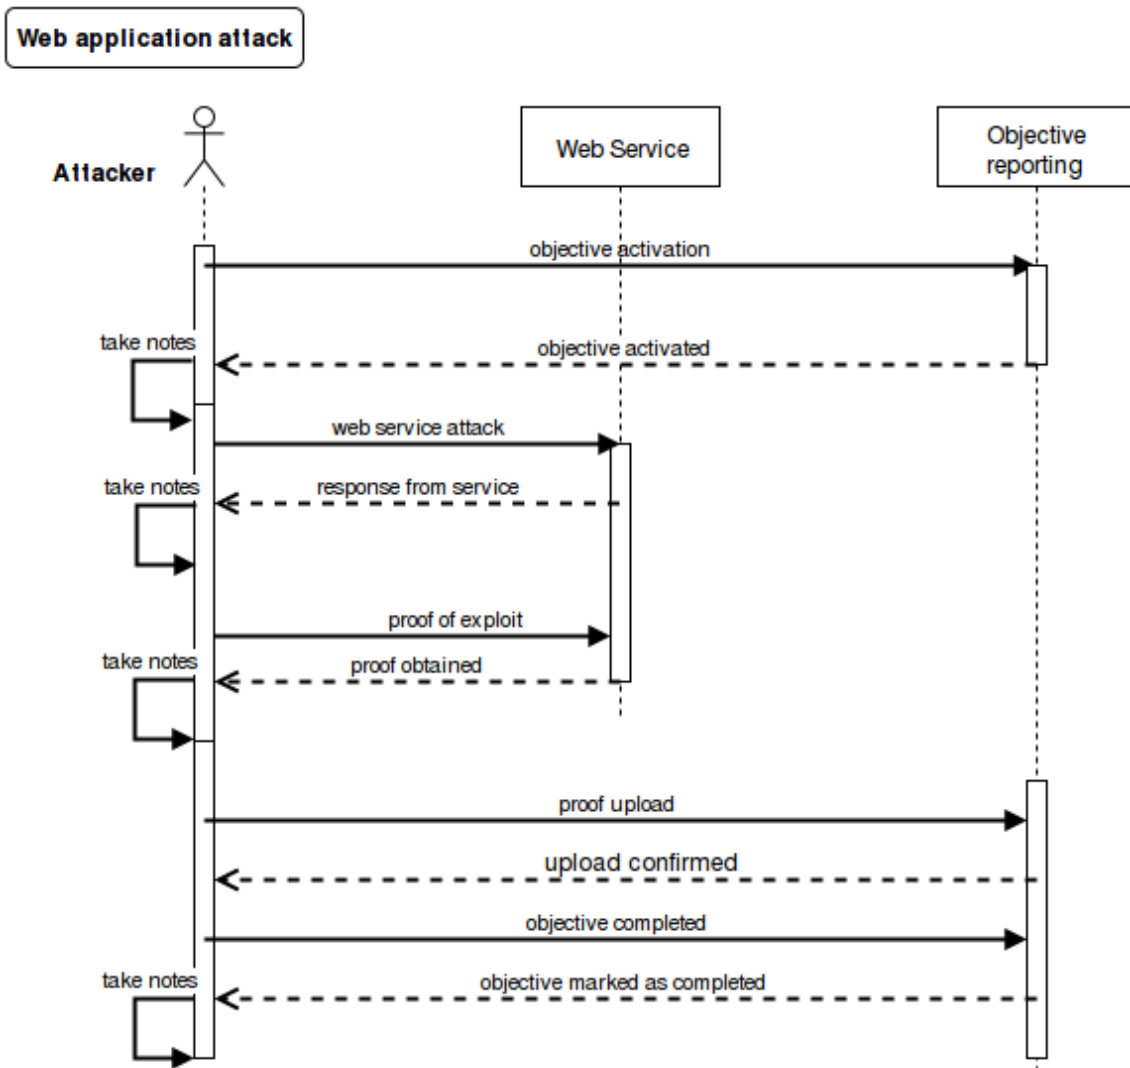 Web application attack
Attacker
Web Service
Objective
reporting
objective activation
take notes
objective activated
web service attack
take notes
response from service
proof of exploit
take notes
proof obtained
proof upload
upload confirmed
objective completed
take notes
objective marked as completed